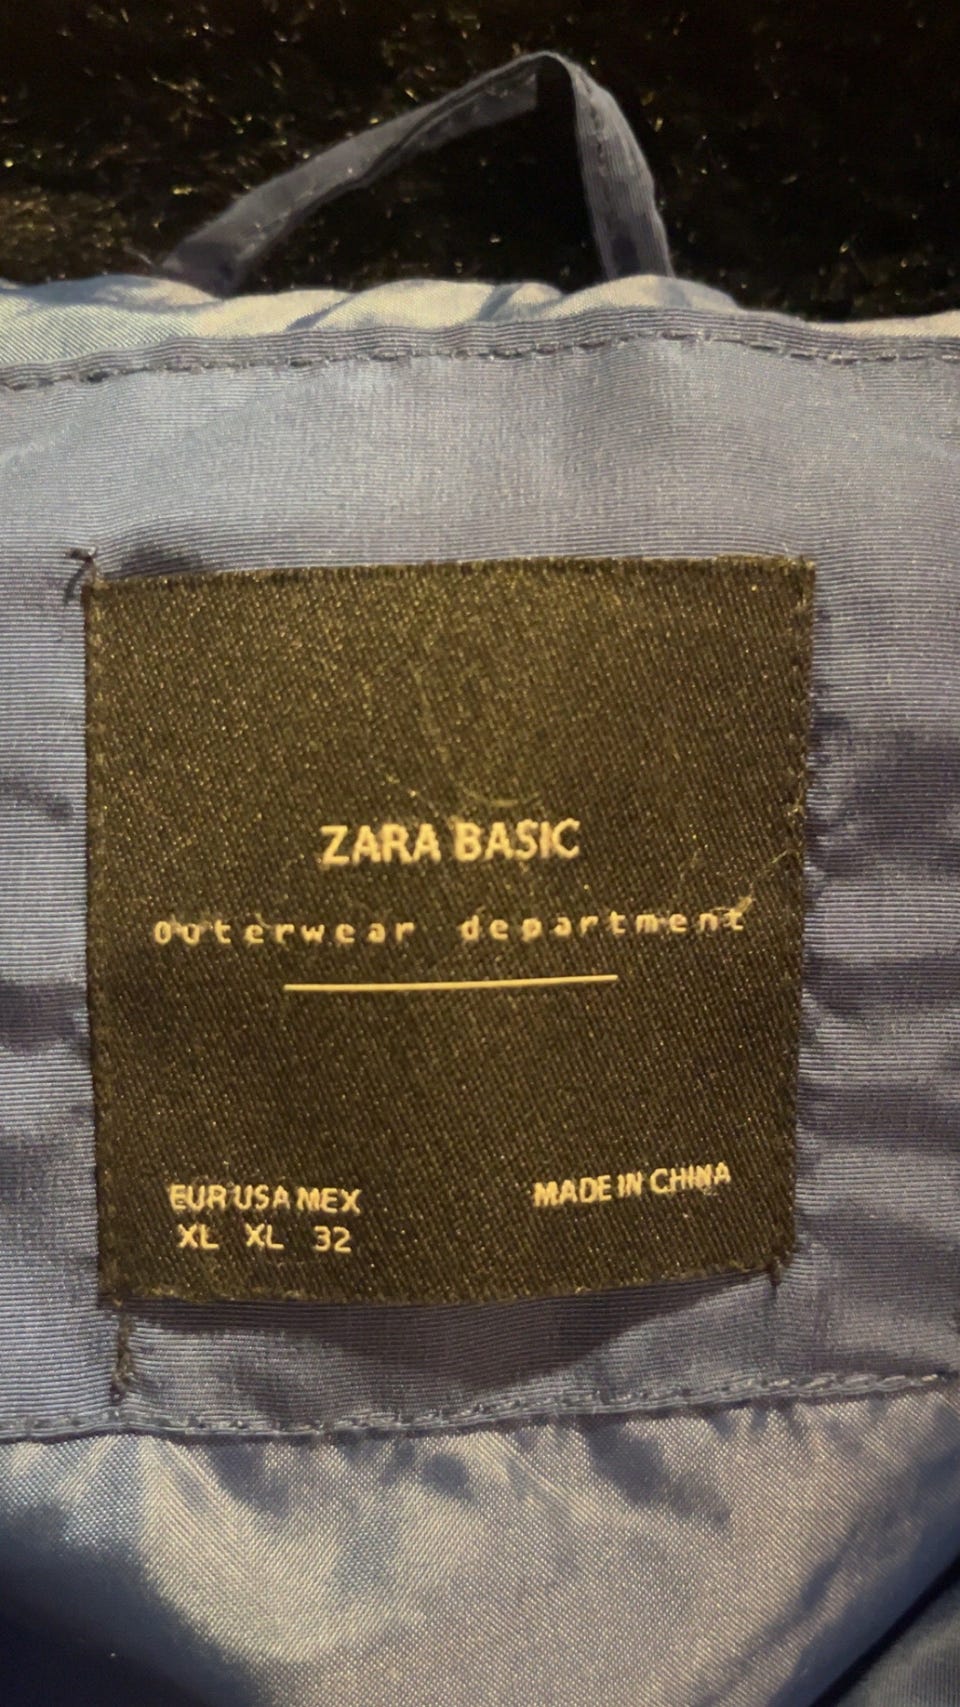 ZARA BASIC
Outerwear department
EUR USA MEX
XL XL 32
MADE IN CHINA